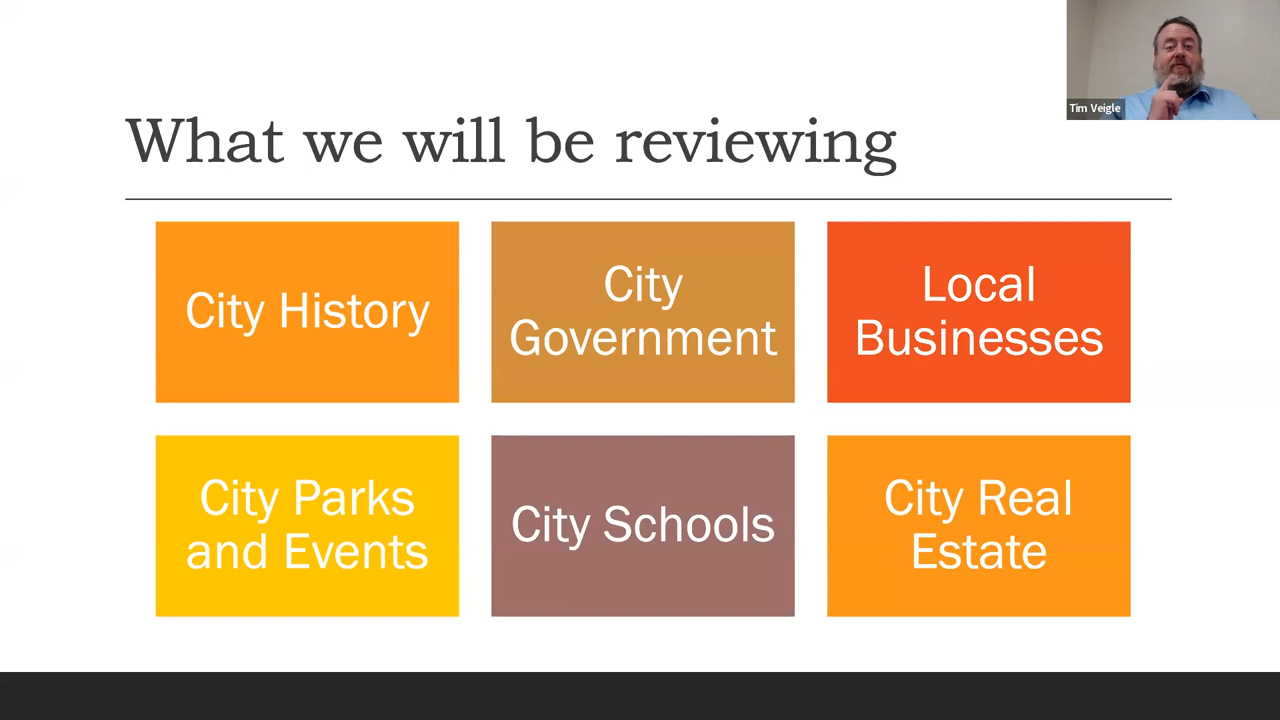 Tim Veigle
What we will be reviewing
City History
City
Government
Local
Businesses
City Parks
and Events
City Schools
City Real
Estate